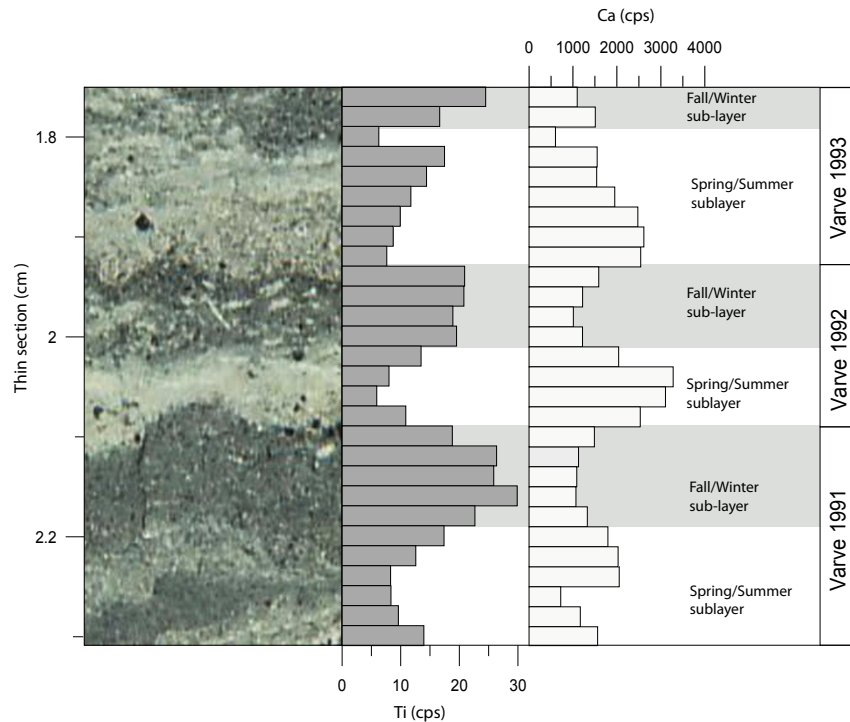 Ca (cps)
0 1000 2000 3000 4000
Fall/Winter
sub-layer
1.8
Spring/Summer
sublayer
Varve 1993
Fall/Winter
sub-layer
Thin section (cm )
2
Varve 1992
Spring/Summer
sublayer
Fall/Winter
sub-layer
Varve 1991
2.2
Spring/Summer
sublayer
0 10 20 30
Ti (cps)